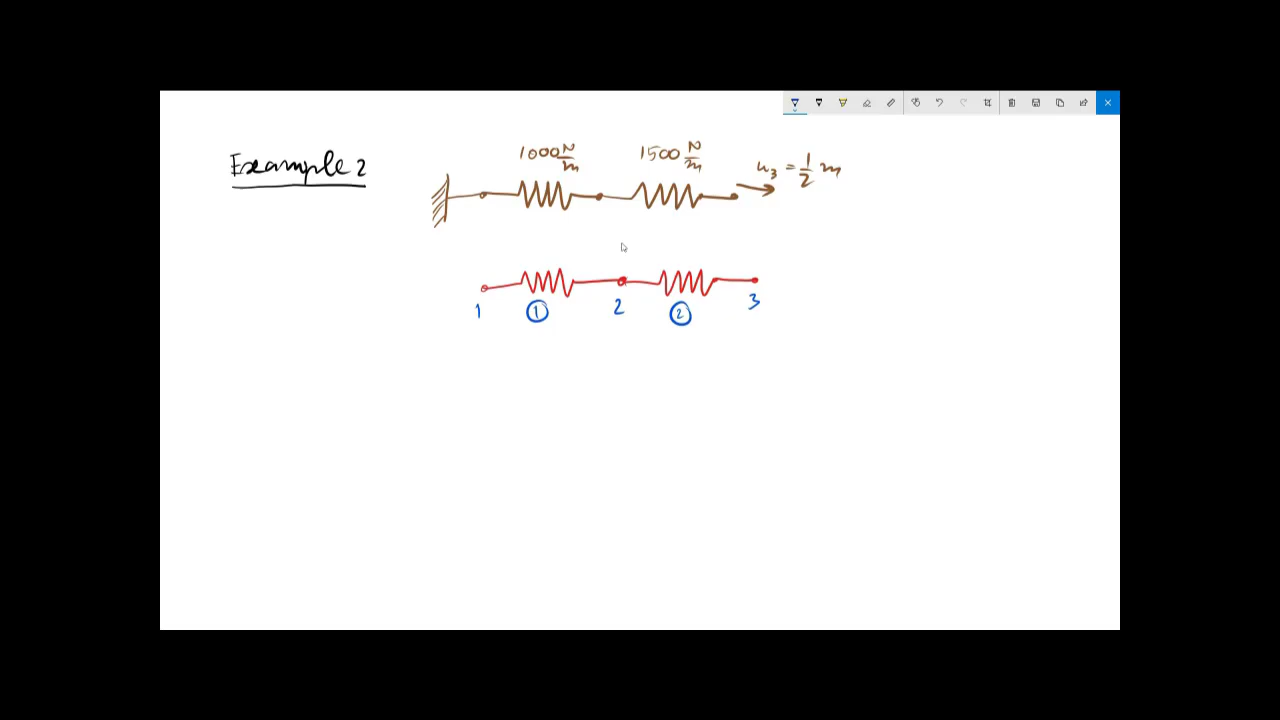 Example 2
1000 N/m 1500 N/m
u₃ = 1/2 m
1 ① 2 ② 3